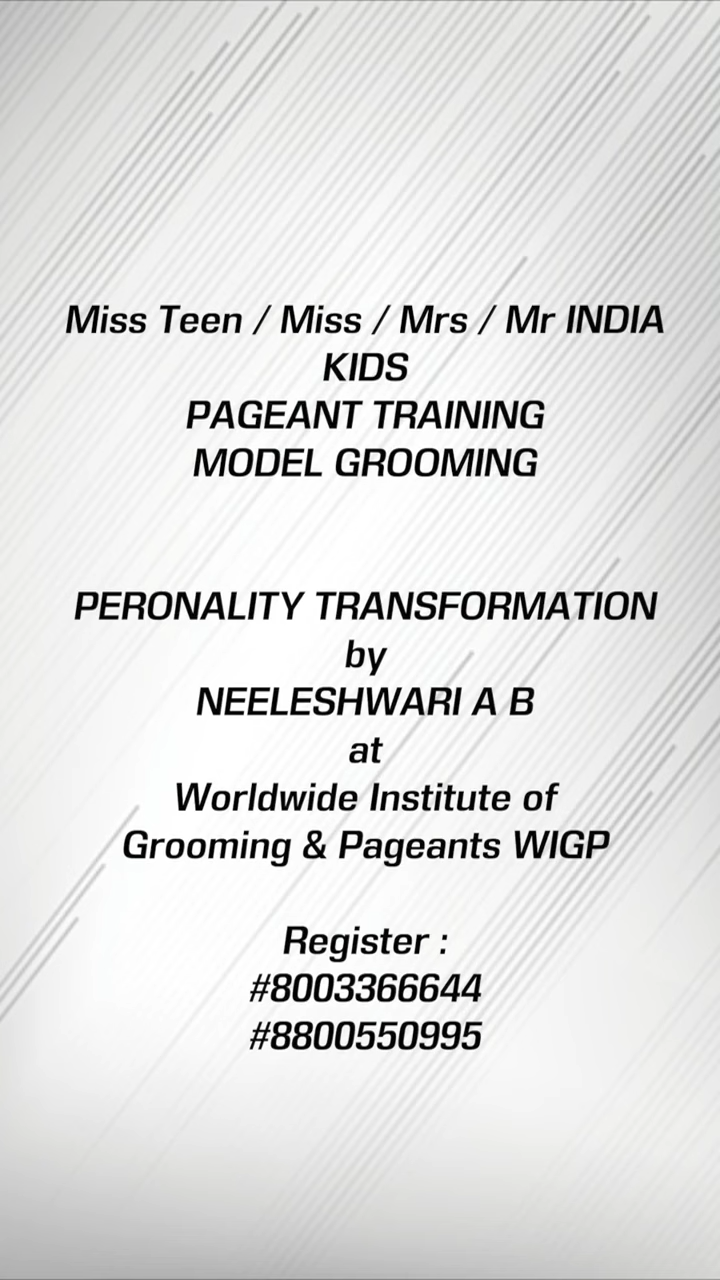 Miss Teen / Miss / Mrs / Mr INDIA
KIDS
PAGEANT TRAINING
MODEL GROOMING
PERONALITY TRANSFORMATION
by
NEELESHWARI A B
at
Worldwide Institute of
Grooming & Pageants WIGP
Register :
#8003366644
#8800550995